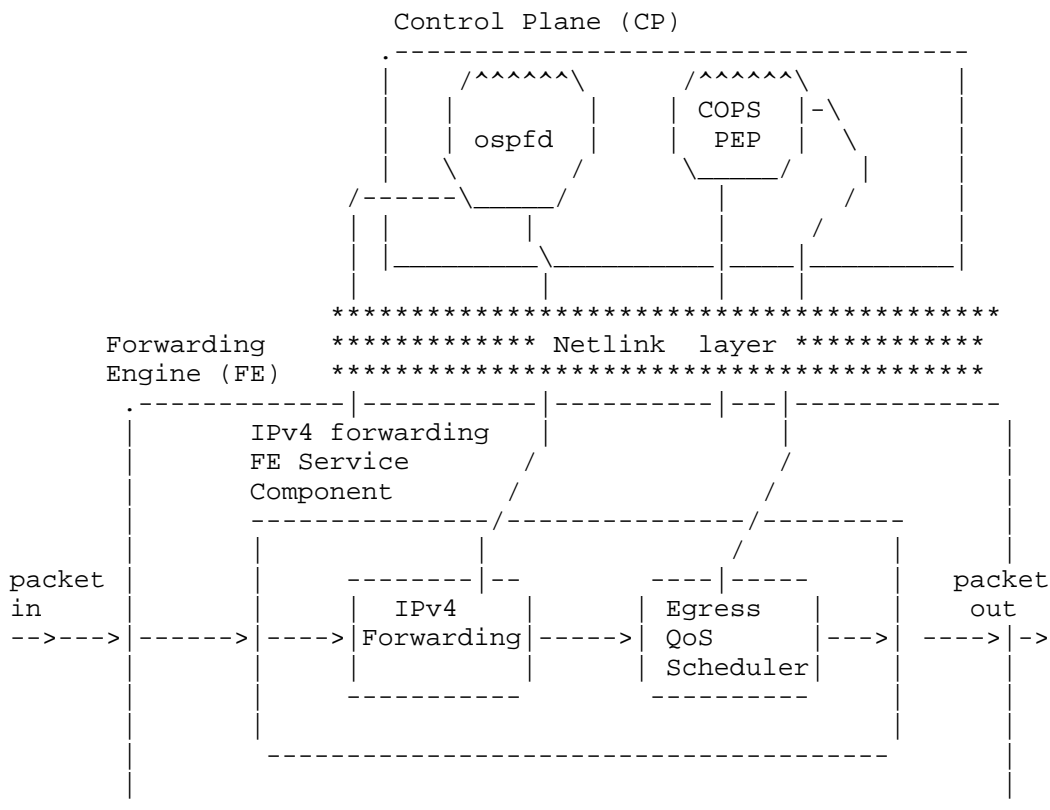 Control Plane (CP)
COPS
ospfd
PEP
Netlink layer
Forwarding
Engine (FE)
IPv4 forwarding
FE Service
Component
packet
in
IPv4
Forwarding
Egress
QoS
Scheduler
packet
out